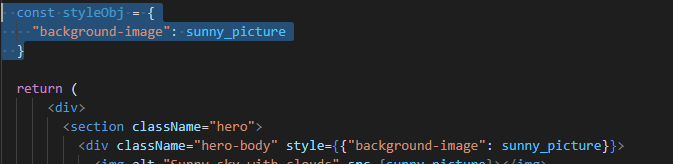 const styleObj = {
"background-image": sunny_picture
}
return (
<div>
<section className="hero">
<div className="hero-body" style={{"background-image": sunny_picture}}>
<img alt "Sunny sky with clouds" src {sunny_picture}></img>